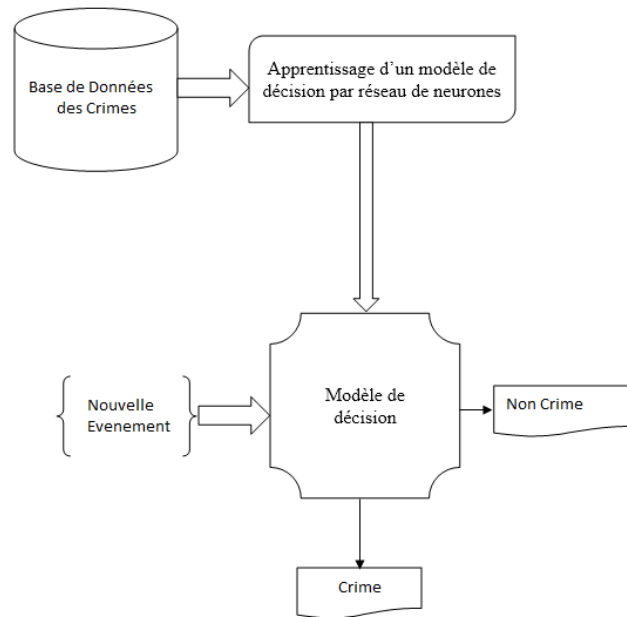 Base de Données
des Crimes
Apprentissage d’un modèle de
décision par réseau de neurones
Nouvelle
Evenement
Modèle de
décision
Non Crime
Crime